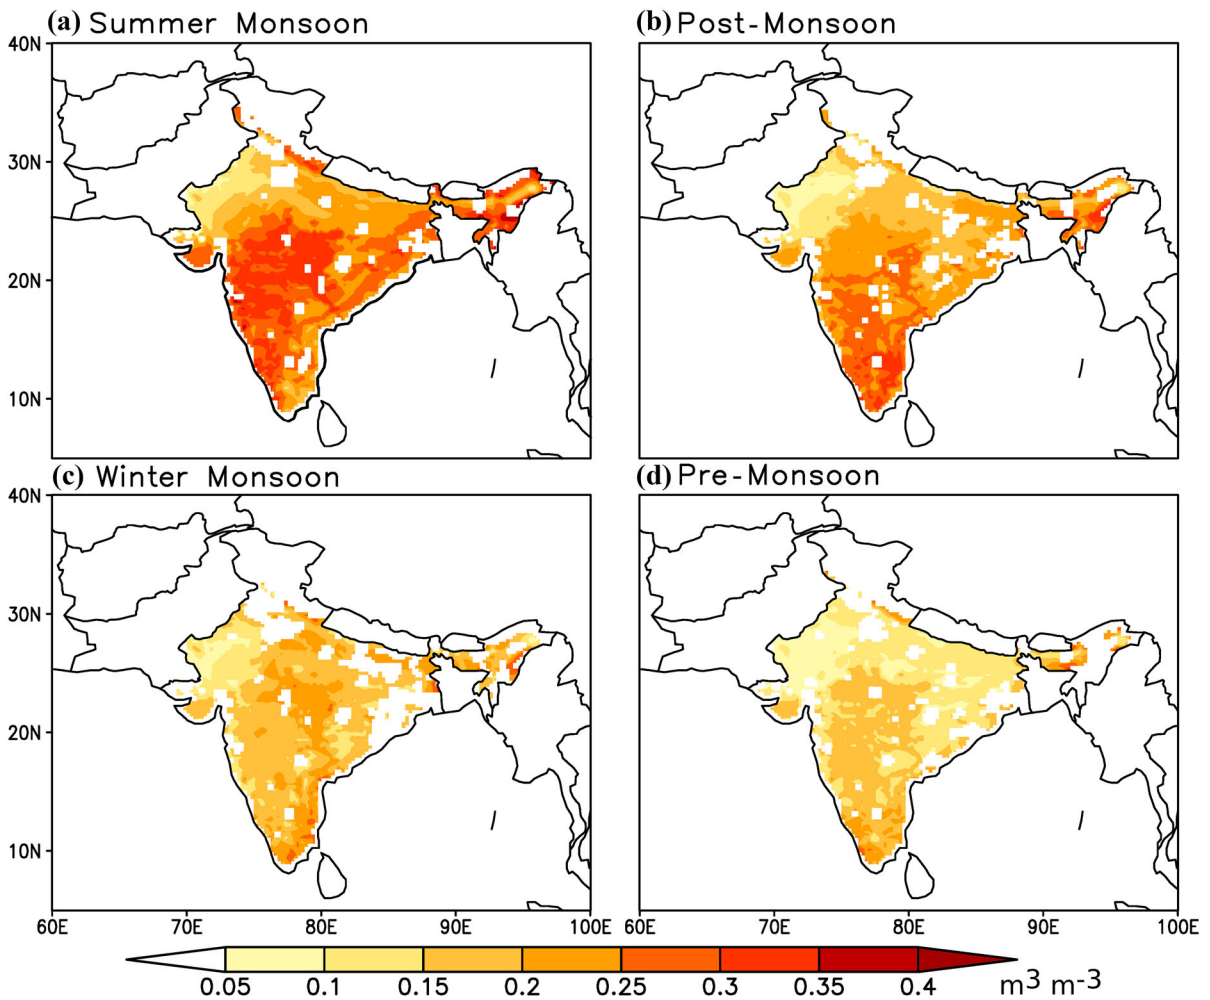 (a) Summer Monsoon
(b) Post-Monsoon
40N
30N
20N
10N
(c) Winter Monsoon
(d) Pre-Monsoon
40N
30N
20N
10N
60E 70E 80E 90E 100E
60E 70E 80E 90E 100E
0.05 0.1 0.15 0.2 0.25 0.3 0.35 0.4 m³ m⁻³